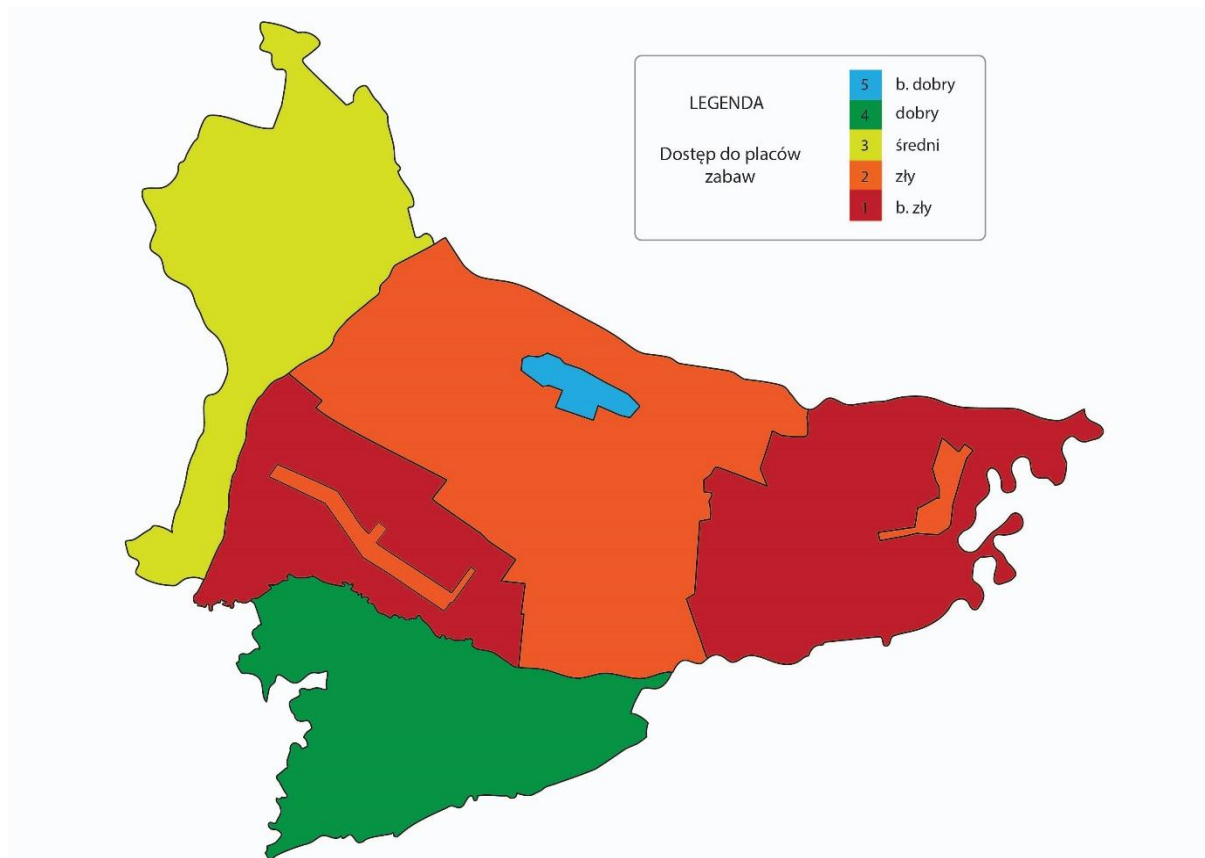 LEGENDA
Dostęp do placów
zabaw
5 b. dobry
4 dobry
3 średni
2 zły
1 b. zły